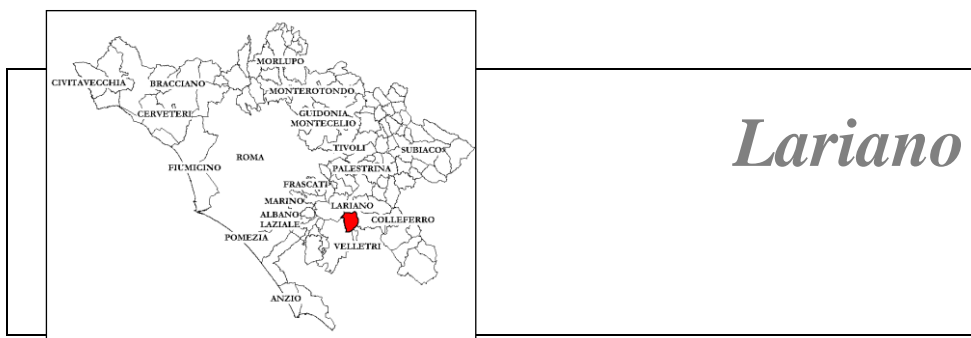 MORLUPO
CIVITAVECCHIA
BRACCIANO
MONTEROTONDO
CERVETERI
GUIDONIA
MONTECELIO
TIVOLI
SUBIACO
ROMA
FIUMICINO
PALESTRINA
FRASCATI
MARINO
LARIANO
ALBANO
LAZIALE
COLLEFERRO
POMEZIA
VELLETRI
ANZIO
Lariano